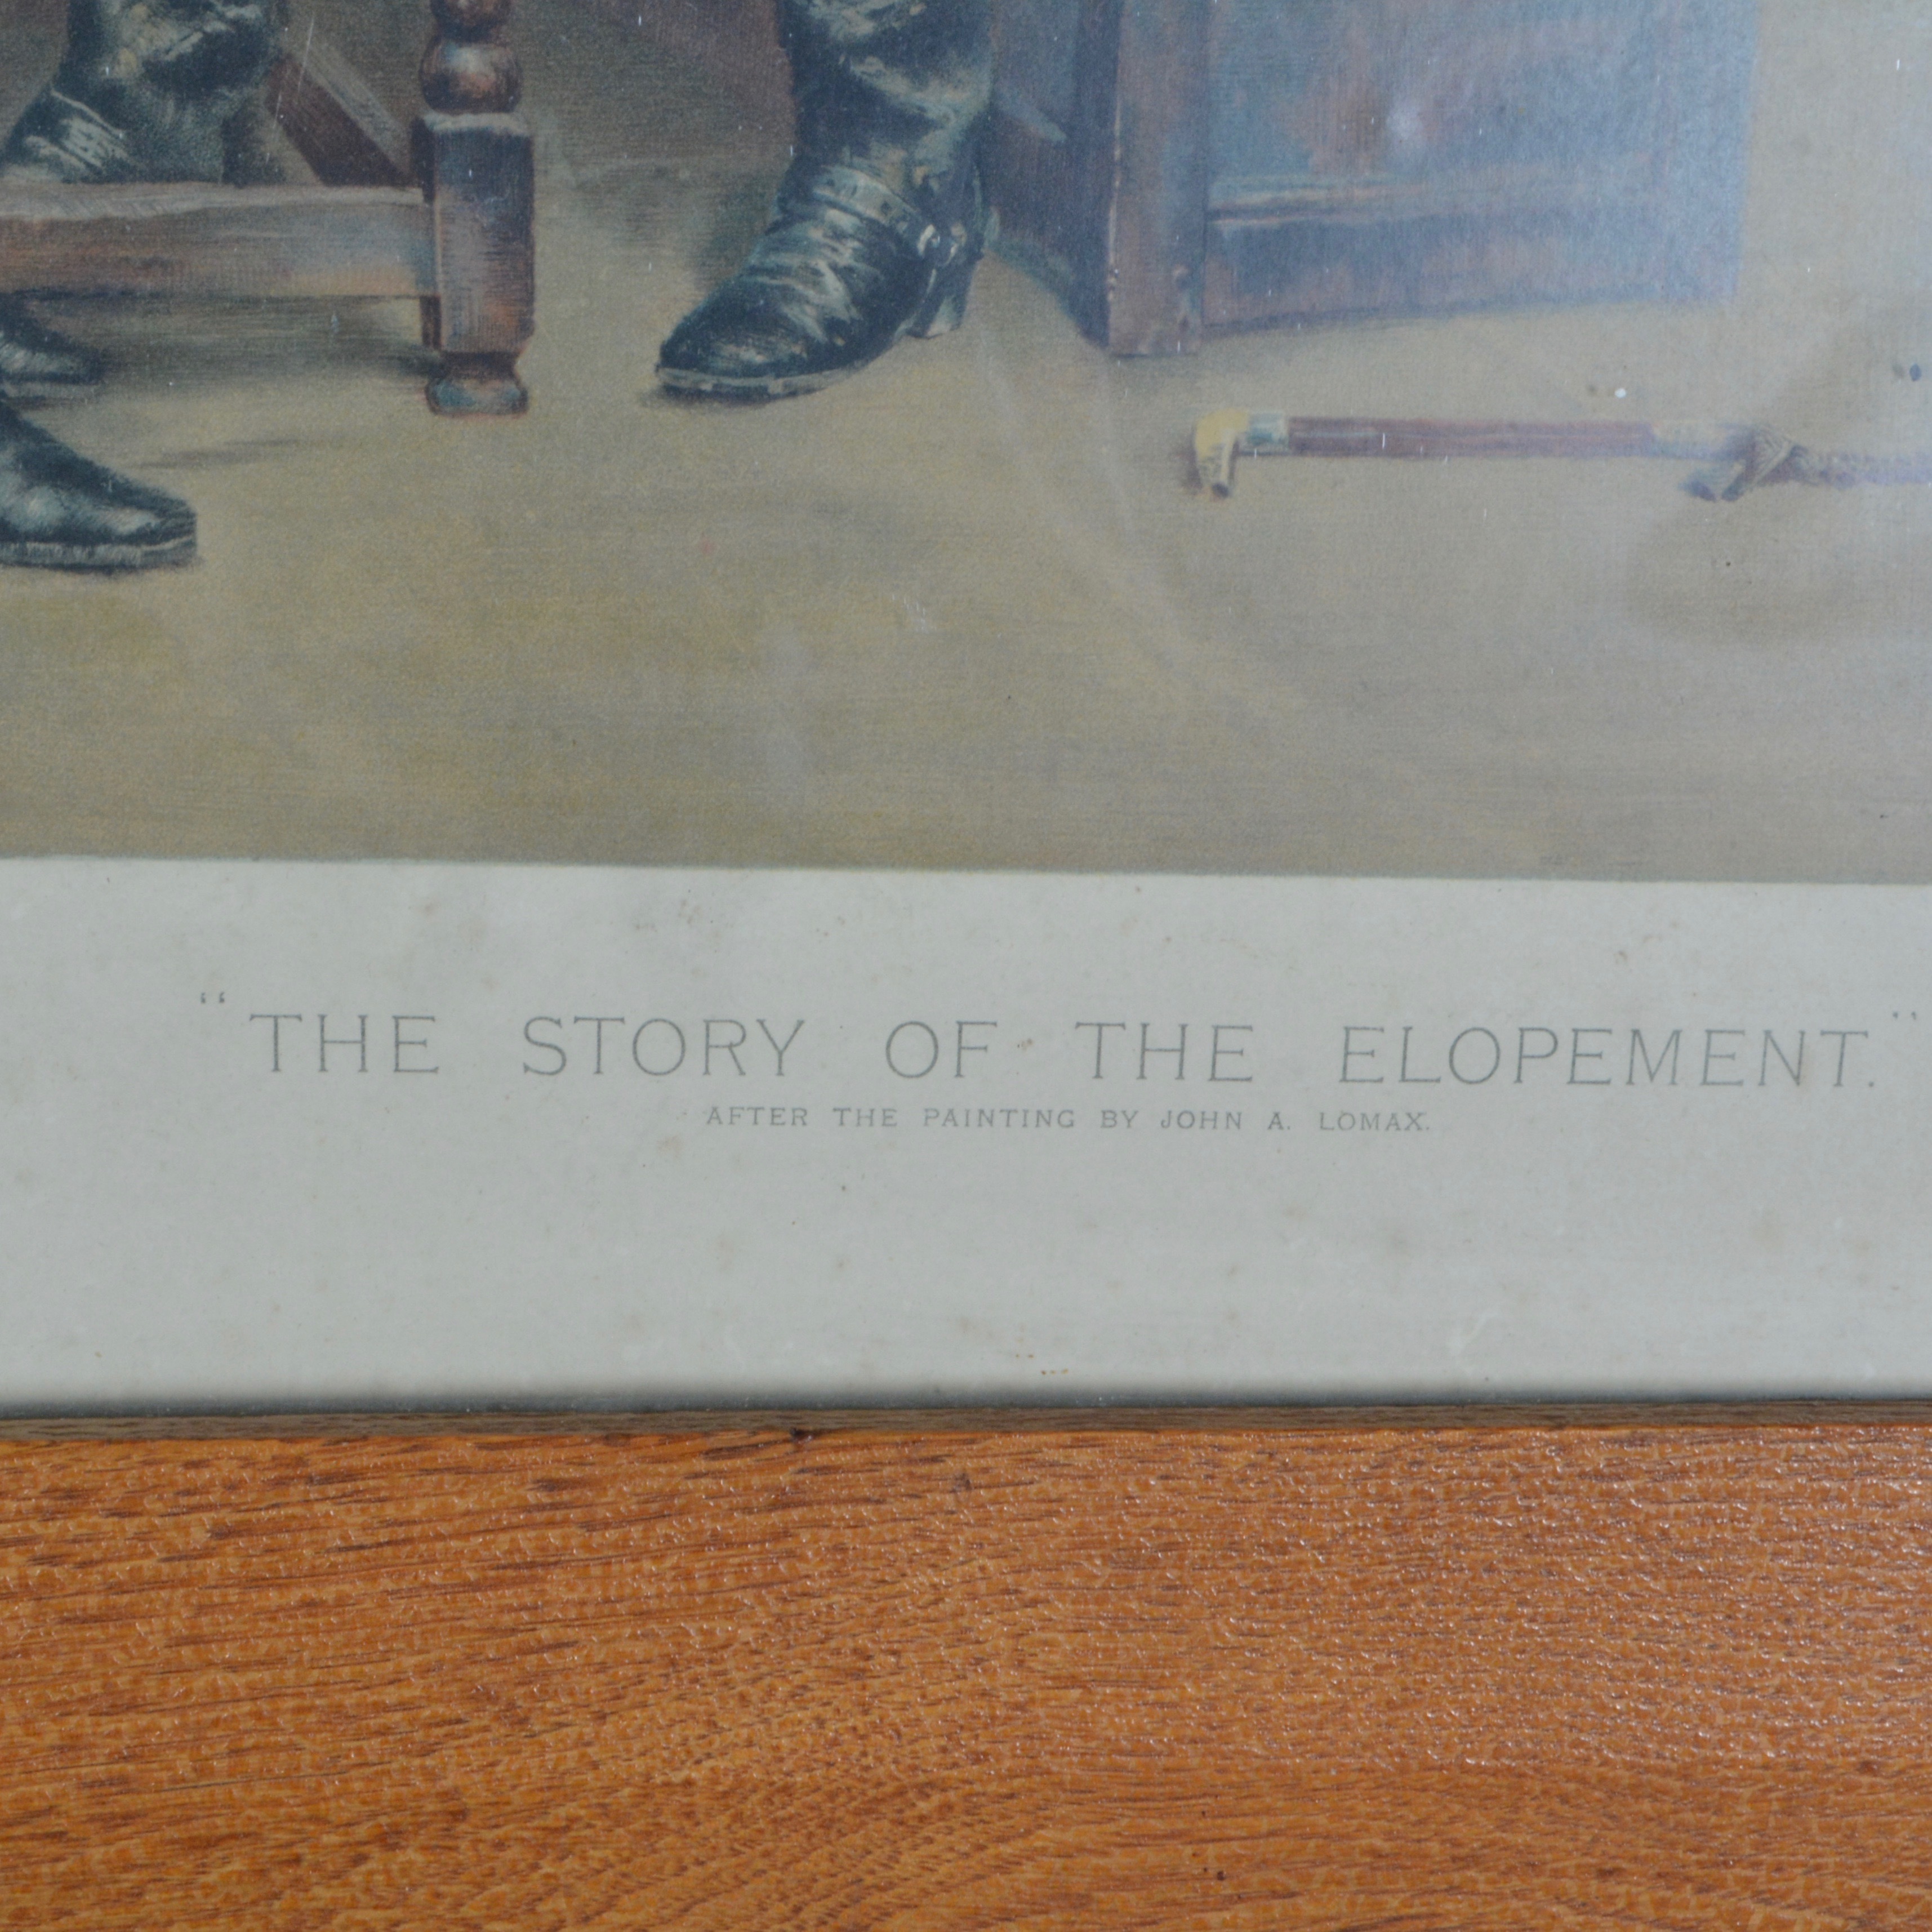 “THE STORY OF THE ELOPEMENT.”
AFTER THE PAINTING BY JOHN A. LOMAX.